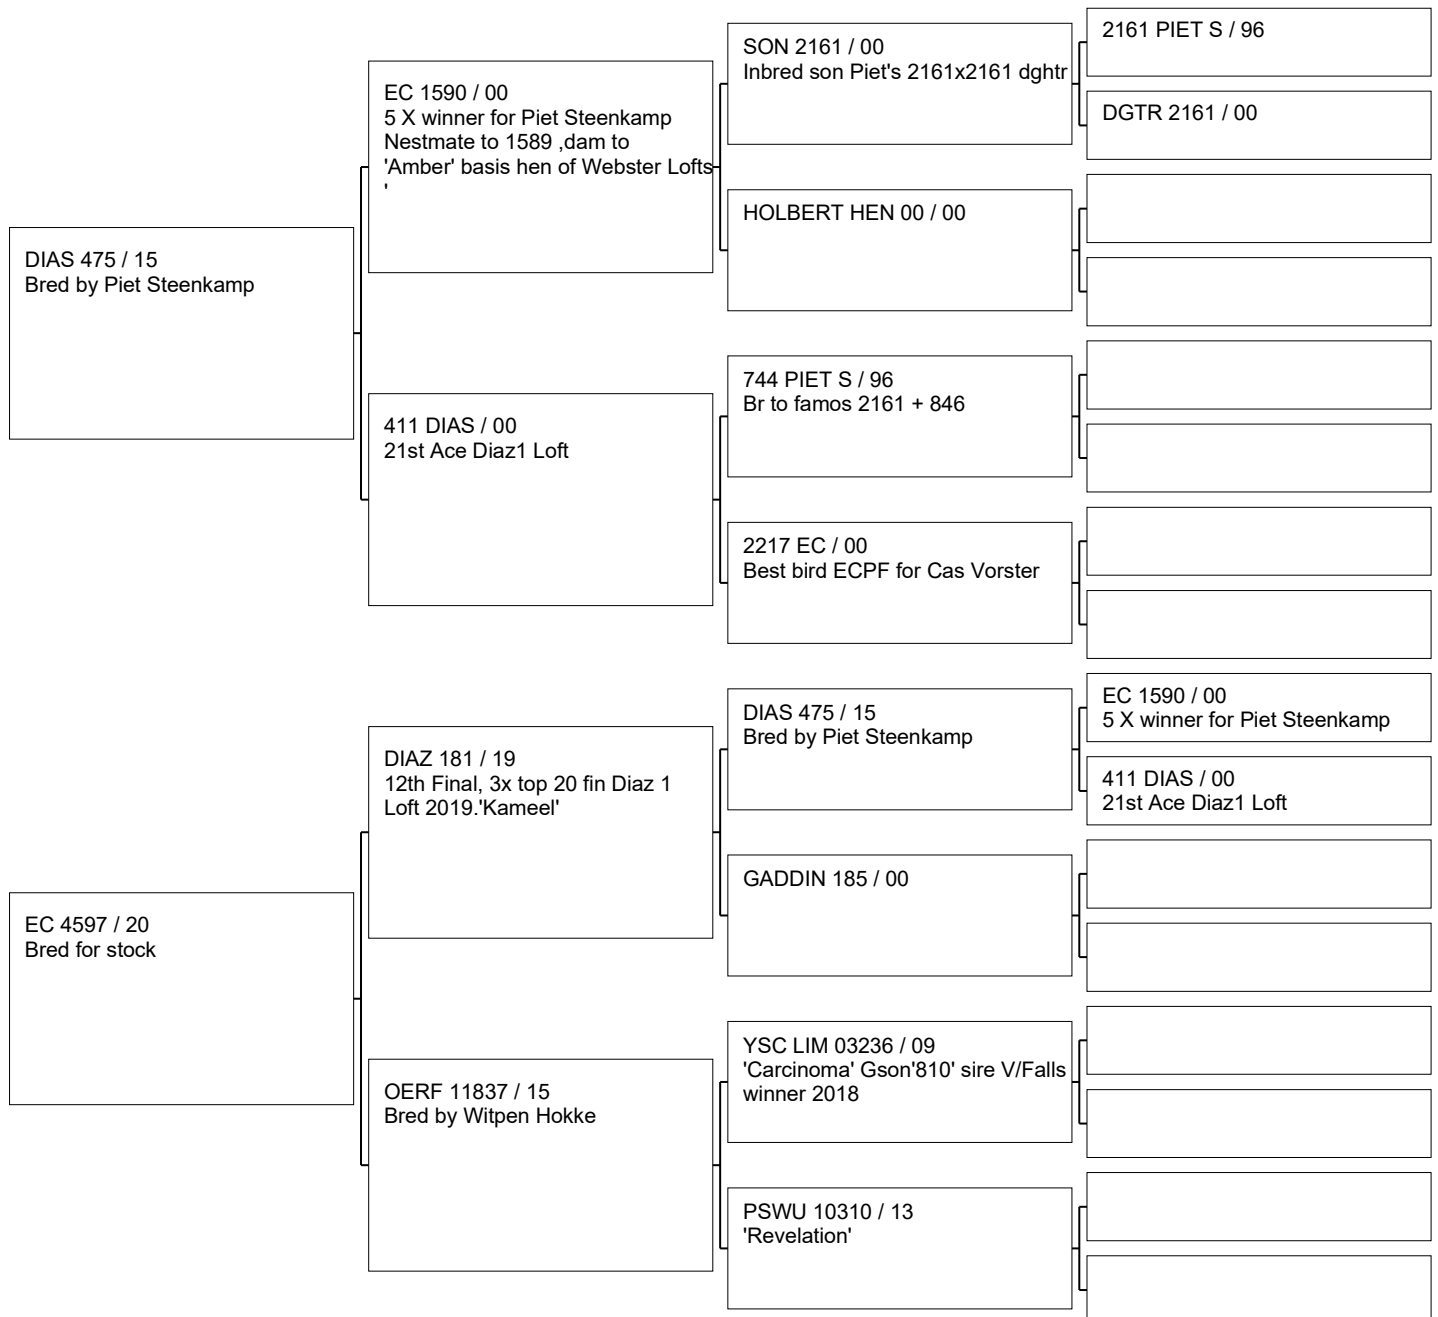 DIAS 475 / 15
Bred by Piet Steenkamp
EC 1590 / 00
5 X winner for Piet Steenkamp
Nestmate to 1589 ,dam to
'Amber' basis hen of Webster Lofts
'
411 DIAS / 00
21st Ace Diaz1 Loft
SON 2161 / 00
Inbred son Piet's 2161x2161 dghtr
HOLBERT HEN 00 / 00
744 PIET S / 96
Br to famos 2161 + 846
2217 EC / 00
Best bird ECPF for Cas Vorster
2161 PIET S / 96
DGTR 2161 / 00
EC 4597 / 20
Bred for stock
DIAZ 181 / 19
12th Final, 3x top 20 fin Diaz 1
Loft 2019.'Kameel'
OERF 11837 / 15
Bred by Witpen Hokke
DIAS 475 / 15
Bred by Piet Steenkamp
GADDIN 185 / 00
YSC LIM 03236 / 09
'Carcinoma' Gson'810' sire V/Falls
winner 2018
PSWU 10310 / 13
'Revelation'
EC 1590 / 00
5 X winner for Piet Steenkamp
411 DIAS / 00
21st Ace Diaz1 Loft